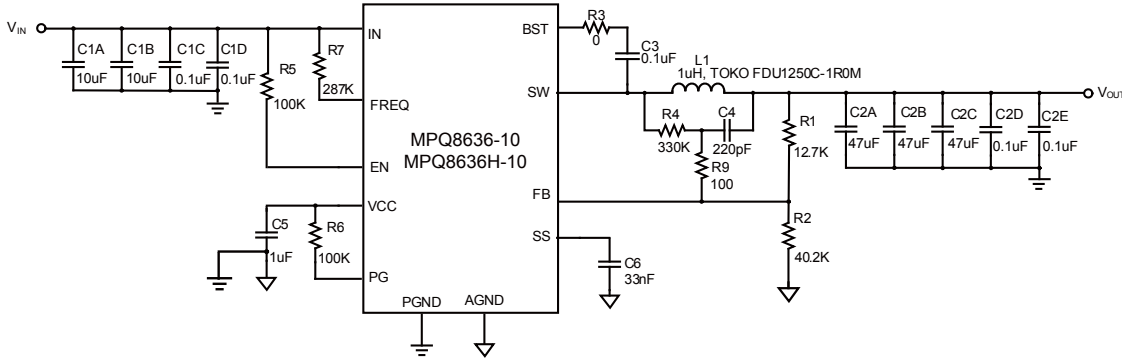 V_IN
C1A
10uF
C1B
10uF
C1C
0.1uF
C1D
0.1uF
R5
100K
R7
287K
IN
FREQ
EN
VCC
PG
PGND
AGND
BST
SW
FB
SS
MPQ8636-10
MPQ8636H-10
C5
1uF
R6
100K
R3
0
C3
0.1uF
L1
1uH, TOKO FDU1250C-1R0M
R4
330K
C4
220pF
R9
100
R1
12.7K
R2
40.2K
C6
33nF
C2A
47uF
C2B
47uF
C2C
47uF
C2D
0.1uF
C2E
0.1uF
V_OUT